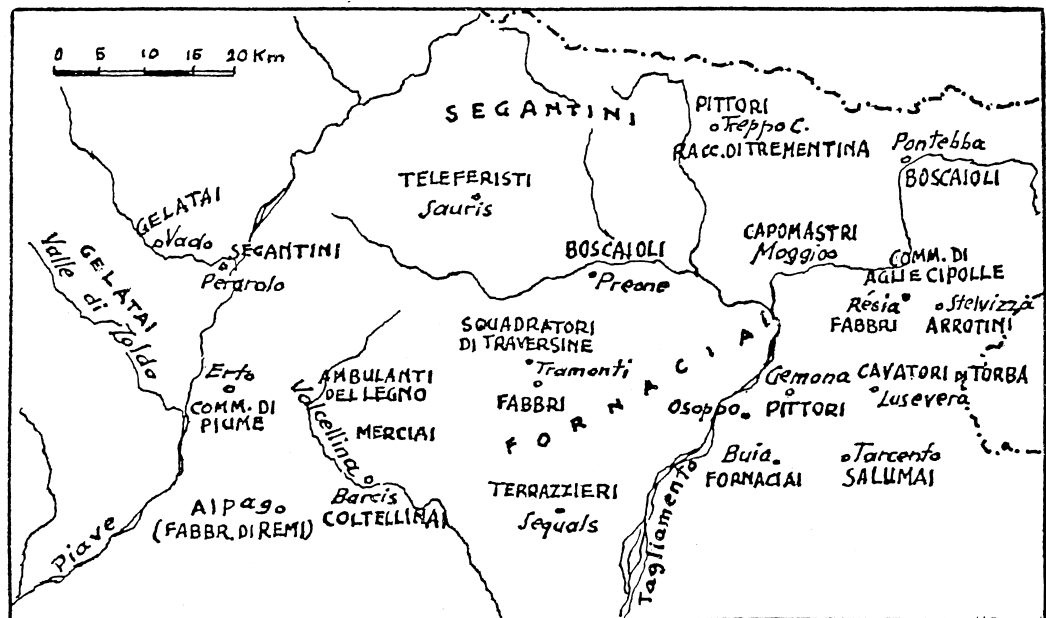 0 5 10 15 20 Km
SEGANTINI
PITTORI
Treppo C.
RACC. DI TREMENTINA
Pontebba
BOSCAIOLI
TELEFERISTI
Sauris
GELATAI
Vado
SEGANTINI
Perarolo
GELATAI
Valle di Zoldo
BOSCAIOLI
Preone
CAPOMASTRI
Moggio
COMM. DI
AGLI E CIPOLLE
Résia
FABBRI
Stelvizza
ARROTINI
SQUADRATORI
DI TRAVERSINE
Tramonti
FABBRI
FORNACIAI
Erto
COMM. DI
PIUME
AMBULANTI
DEL LEGNO
Valcellina
MERCIAI
Barcis
COLTELLINAI
Gemona
Osoppo
PITTORI
CAVATORI DI TORBA
Lusevera
Buia
FORNACIAI
Tarcento
SALUMAI
TERRAZZIERI
Sequals
Alpago
(FABBR. DI REMI)
Piave
Tagliamento